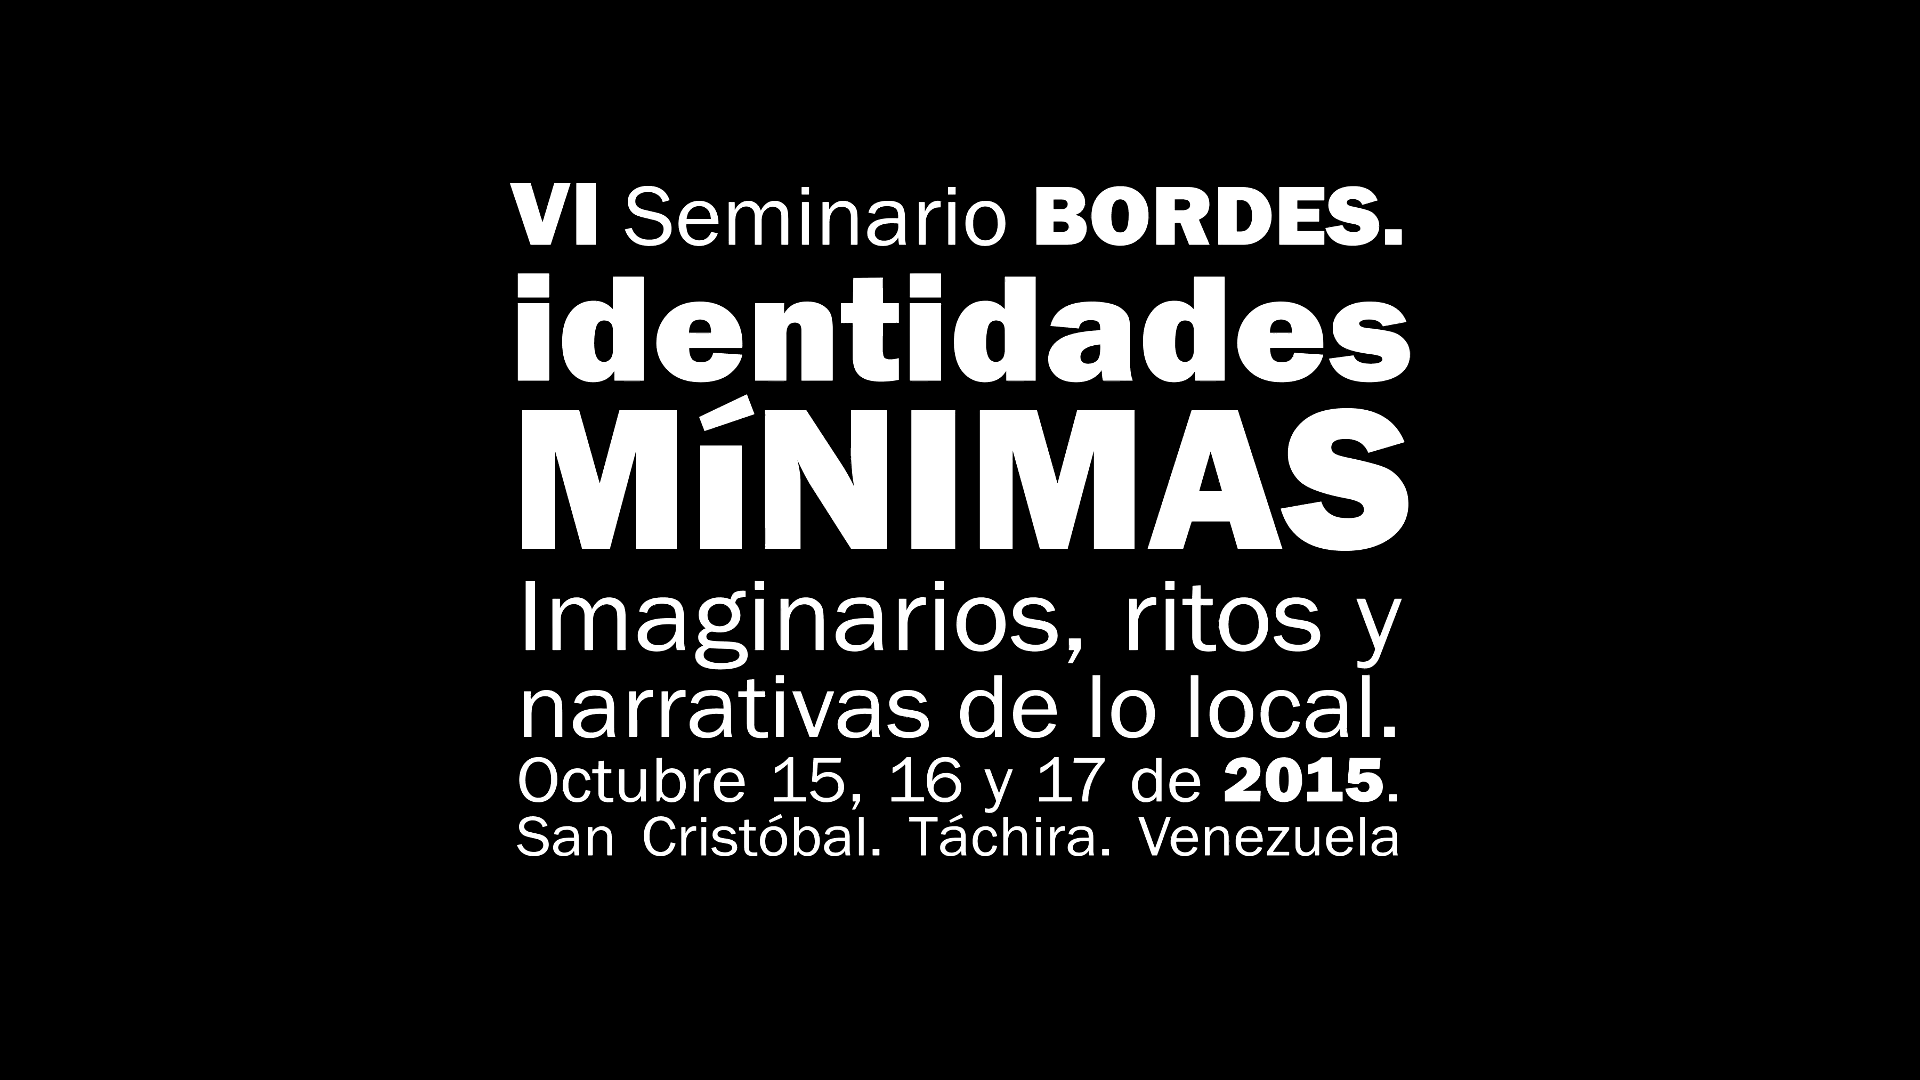 VI Seminario BORDES.
identidades
MíNIMAS
Imaginarios, ritos y
narrativas de lo local.
Octubre 15, 16 y 17 de 2015.
San Cristóbal. Táchira. Venezuela